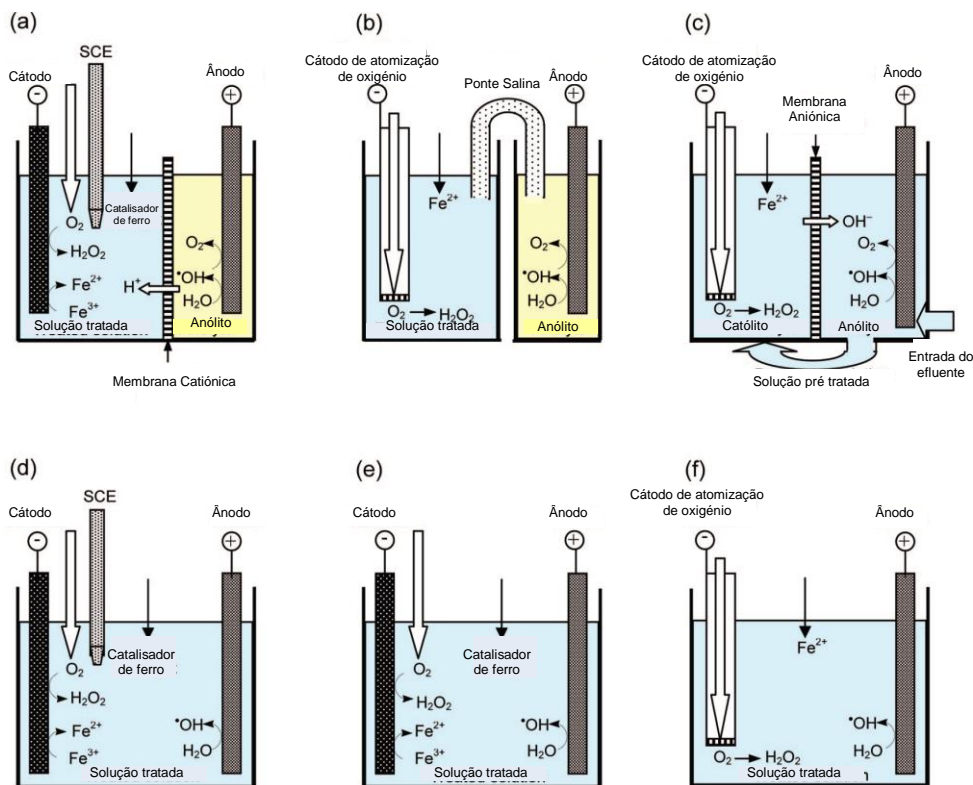 (a)
SCE
Cátodo
Ânodo
−
+
O₂
Catalisador
de ferro
H₂O₂
O₂
Fe²⁺
H⁺
•OH
Fe³⁺
H₂O
Solução tratada
Anólito
Membrana Catiónica
(b)
Cátodo de atomização
de oxigénio
Ponte Salina
Ânodo
−
+
Fe²⁺
O₂
•OH
H₂O
O₂ → H₂O₂
Solução tratada
Anólito
(c)
Cátodo de atomização
de oxigénio
Ânodo
−
+
Membrana
Aniónica
Fe²⁺
OH⁻
O₂
•OH
H₂O
O₂ → H₂O₂
Católito
Anólito
Entrada do
efluente
Solução pré tratada
(d)
SCE
Cátodo
Ânodo
−
+
Catalisador
de ferro
O₂
H₂O₂
Fe²⁺
•OH
Fe³⁺
H₂O
Solução tratada
(e)
Cátodo
Ânodo
−
+
Catalisador
de ferro
O₂
H₂O₂
Fe²⁺
•OH
Fe³⁺
H₂O
Solução tratada
(f)
Cátodo de atomização
de oxigénio
Ânodo
−
+
Fe²⁺
•OH
H₂O
O₂ → H₂O₂
Solução tratada